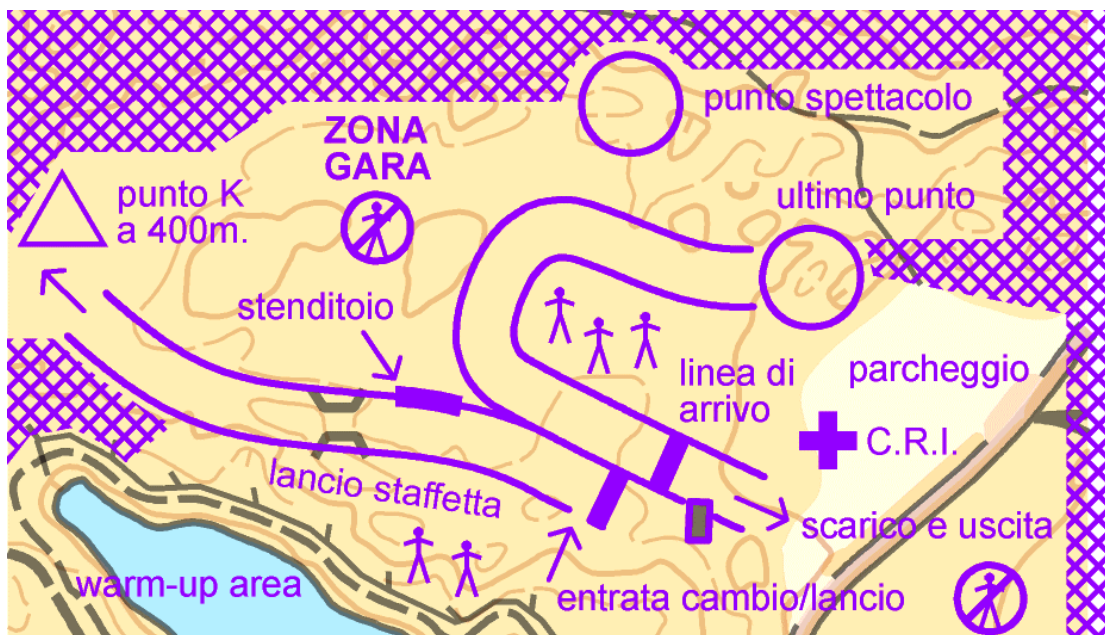 punto spettacolo
ZONA
GARA
punto K
a 400m.
ultimo punto
stenditoio
linea di
arrivo
parcheggio
C.R.I.
lancio staffetta
scarico e uscita
warm-up area
entrata cambio/lancio